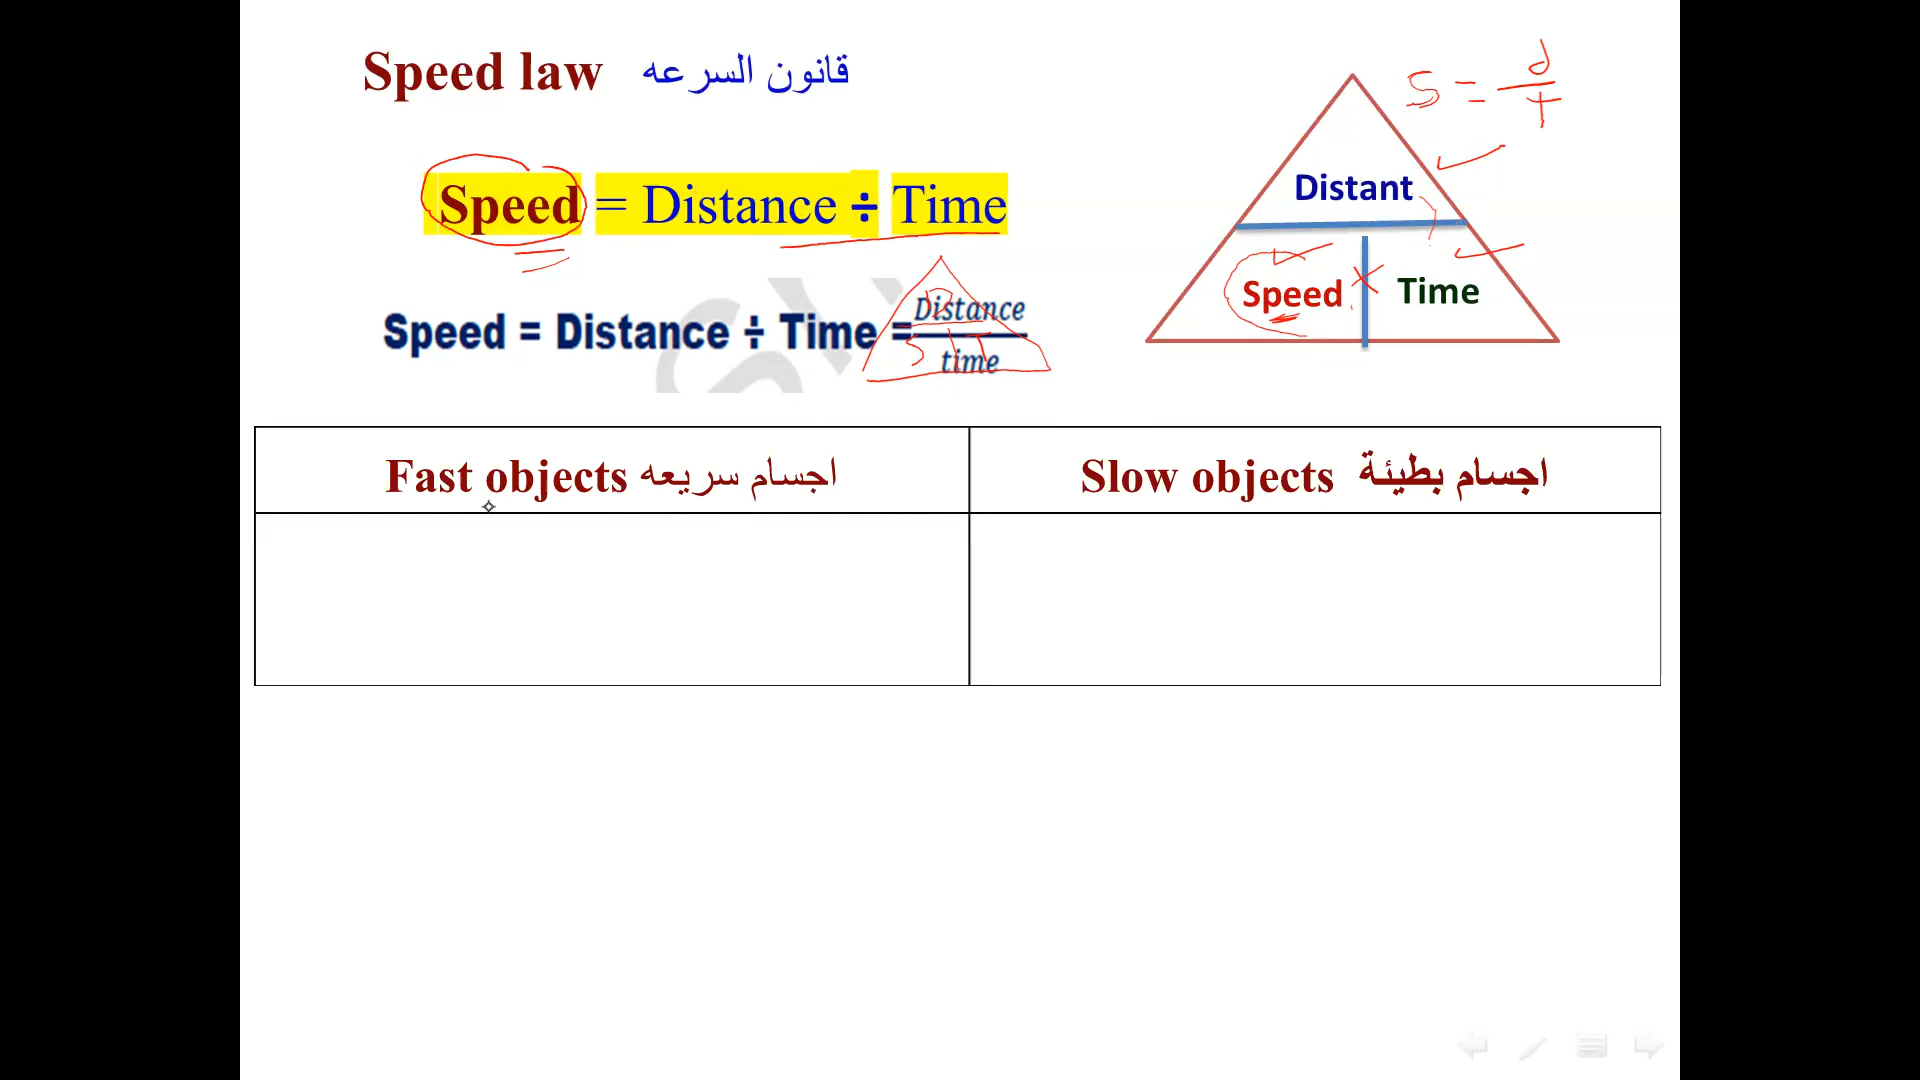 Speed law قانون السرعه
S = d / T
Speed = Distance ÷ Time
Distant
Speed × Time
Speed = Distance ÷ Time = Distance / time
D
S T
Fast objects اجسام سريعه
Slow objects اجسام بطيئة